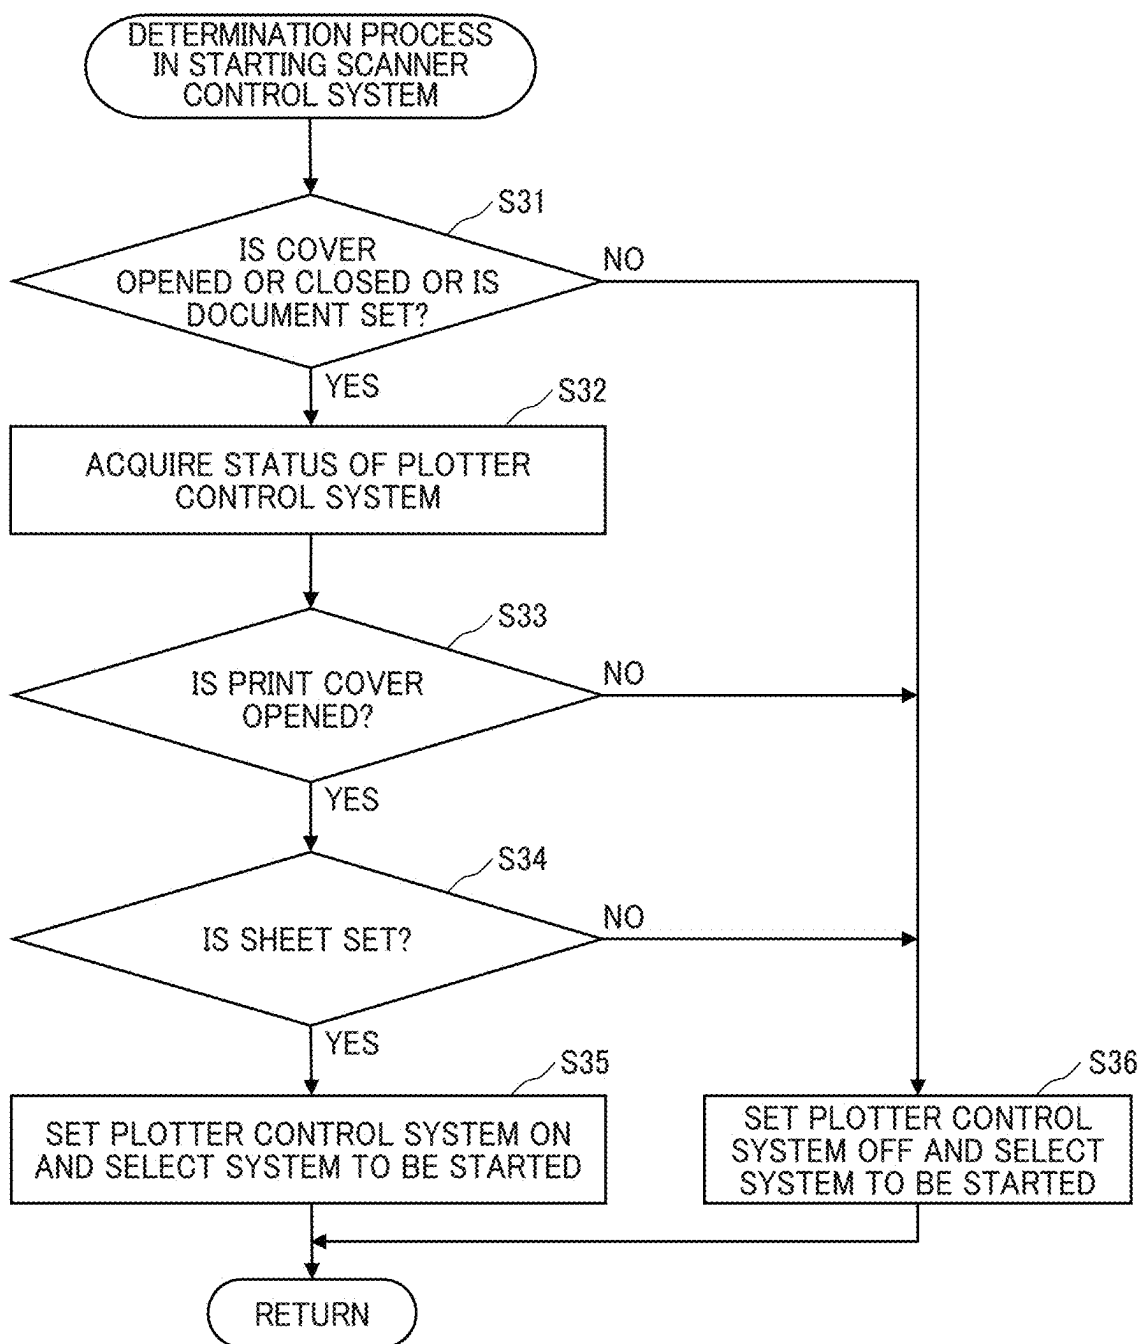 DETERMINATION PROCESS
IN STARTING SCANNER
CONTROL SYSTEM
S31
IS COVER
OPENED OR CLOSED OR IS
DOCUMENT SET?
NO
YES
S32
ACQUIRE STATUS OF PLOTTER
CONTROL SYSTEM
S33
IS PRINT COVER
OPENED?
NO
YES
S34
IS SHEET SET?
NO
YES
S35
SET PLOTTER CONTROL SYSTEM ON
AND SELECT SYSTEM TO BE STARTED
S36
SET PLOTTER CONTROL
SYSTEM OFF AND SELECT
SYSTEM TO BE STARTED
RETURN